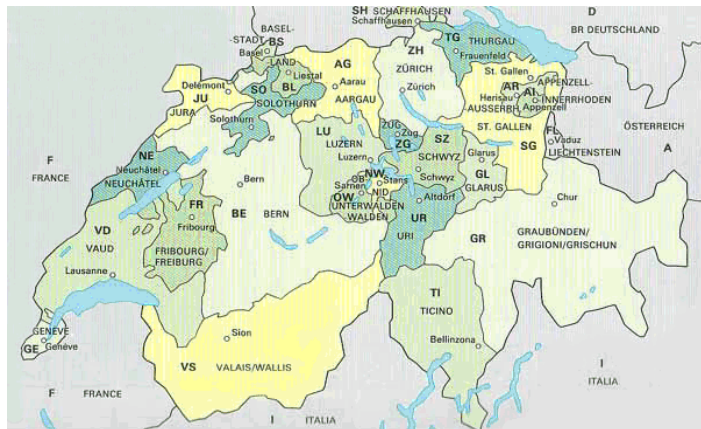 SH SCHAFFHAUSEN
Schaffhausen
D
BR DEUTSCHLAND
BASEL-
-STADT BS
Basel
-LAND
Liestal
BL
AG
Aarau
AARGAU
ZH
ZÜRICH
Zürich
TG
THURGAU
Frauenfeld
St. Gallen
APPENZELL-
AR
AI
Herisau
INNERRHODEN
Appenzell
AUSSERRH.
ST. GALLEN
SG
Delémont
JU
JURA
SO
SOLOTHURN
Solothurn
LU
LUZERN
Luzern
ZUG
Zug
ZG
SZ
SCHWYZ
Schwyz
Glarus
GL
GLARUS
FL
Vaduz
LIECHTENSTEIN
ÖSTERREICH
A
F
FRANCE
NE
Neuchâtel
NEUCHÂTEL
Bern
BE
BERN
NW
OB
Stans
Sarnen
NID
OW
UNTERWALDEN
WALDEN
Altdorf
UR
URI
Chur
GR
GRAUBÜNDEN/
GRIGIONI/GRISCHUN
FR
Fribourg
FRIBOURG/
FREIBURG
VD
VAUD
Lausanne
TI
TICINO
Bellinzona
GENÈVE
GE
Genève
Sion
VS
VALAIS/WALLIS
F
FRANCE
I
ITALIA
I
ITALIA